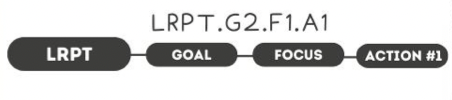 LRPT.G2.F1.A1
LRPT GOAL FOCUS ACTION #1